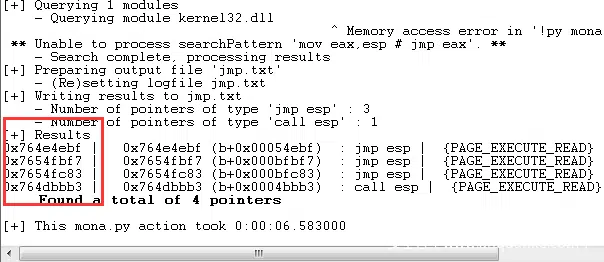 [+] Querying 1 modules
- Querying module kernel32.dll
^ Memory access error in '!py mona
** Unable to process searchPattern 'mov eax,esp # jmp eax'. **
- Search complete, processing results
[+] Preparing output file 'jmp.txt'
- (Re)setting logfile jmp.txt
[+] Writing results to jmp.txt
- Number of pointers of type 'jmp esp' : 3
- Number of pointers of type 'call esp' : 1
[+] Results
0x764e4ebf | 0x764e4ebf (b+0x00054ebf) : jmp esp | {PAGE_EXECUTE_READ}
0x7654fbf7 | 0x7654fbf7 (b+0x000bfbf7) : jmp esp | {PAGE_EXECUTE_READ}
0x7654fc83 | 0x7654fc83 (b+0x000bfc83) : jmp esp | {PAGE_EXECUTE_READ}
0x764dbbb3 | 0x764dbbb3 (b+0x0004bbb3) : call esp | {PAGE_EXECUTE_READ}
Found a total of 4 pointers
[+] This mona.py action took 0:00:06.583000